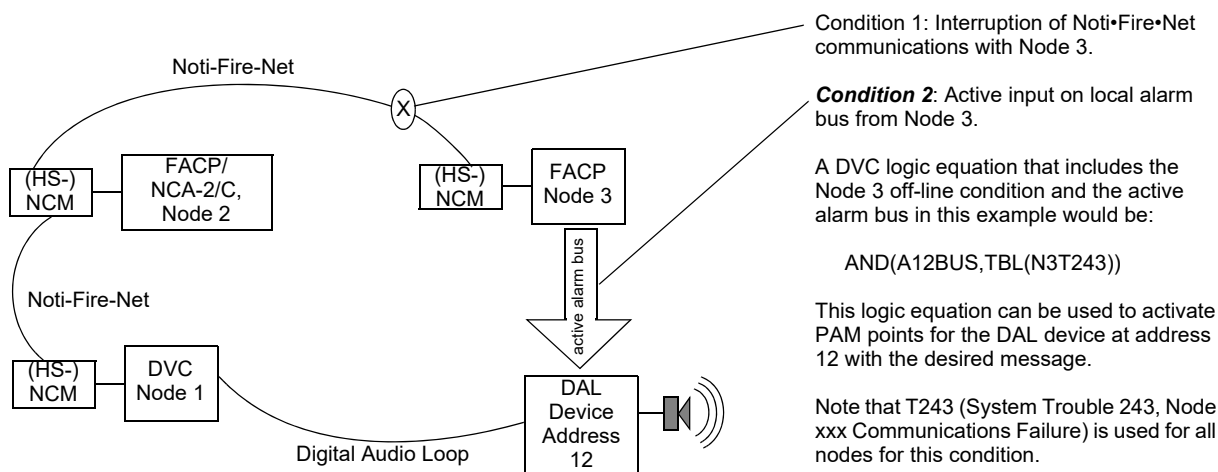 Noti-Fire-Net
X
(HS-)
NCM
FACP/
NCA-2/C,
Node 2
(HS-)
NCM
FACP
Node 3
active alarm bus
Noti-Fire-Net
(HS-)
NCM
DVC
Node 1
Digital Audio Loop
DAL
Device
Address
12
Condition 1: Interruption of Noti•Fire•Net
communications with Node 3.
Condition 2: Active input on local alarm
bus from Node 3.
A DVC logic equation that includes the
Node 3 off-line condition and the active
alarm bus in this example would be:
AND(A12BUS,TBL(N3T243))
This logic equation can be used to activate
PAM points for the DAL device at address
12 with the desired message.
Note that T243 (System Trouble 243, Node
xxx Communications Failure) is used for all
nodes for this condition.